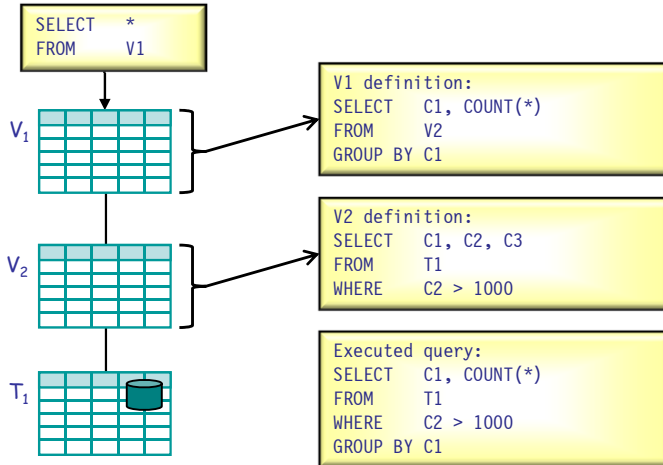 SELECT *
FROM V1
V1 definition:
SELECT C1, COUNT(*)
FROM V2
GROUP BY C1
V1
V2 definition:
SELECT C1, C2, C3
FROM T1
WHERE C2 > 1000
V2
Executed query:
SELECT C1, COUNT(*)
FROM T1
WHERE C2 > 1000
GROUP BY C1
T1